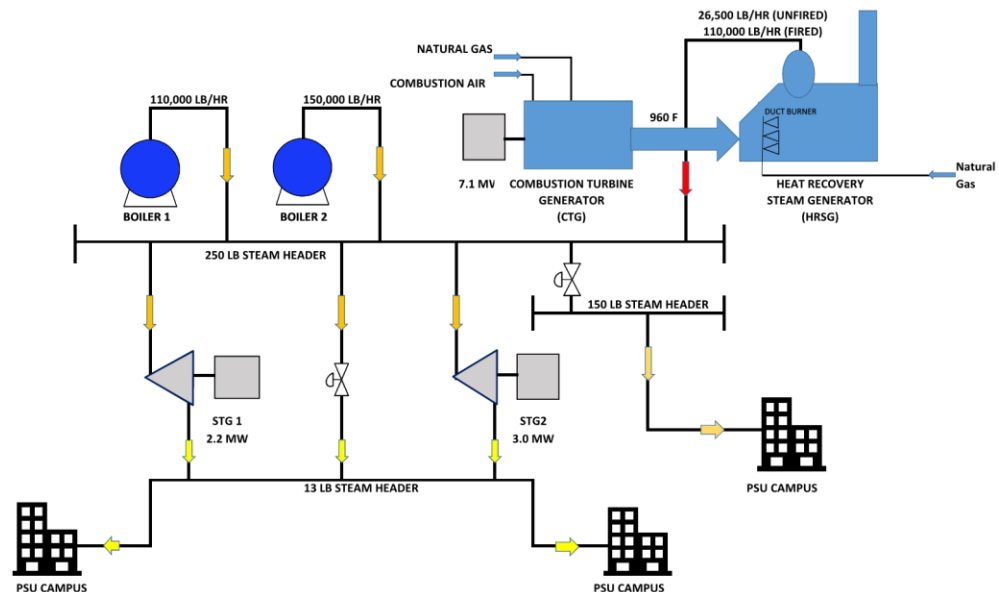 26,500 LB/HR (UNFIRED)
110,000 LB/HR (FIRED)
NATURAL GAS
COMBUSTION AIR
110,000 LB/HR
150,000 LB/HR
960 F
DUCT BURNER
7.1 MV
COMBUSTION TURBINE
GENERATOR
(CTG)
HEAT RECOVERY
STEAM GENERATOR
(HRSG)
Natural
Gas
BOILER 1
BOILER 2
250 LB STEAM HEADER
150 LB STEAM HEADER
STG 1
2.2 MW
STG2
3.0 MW
13 LB STEAM HEADER
PSU CAMPUS
PSU CAMPUS
PSU CAMPUS